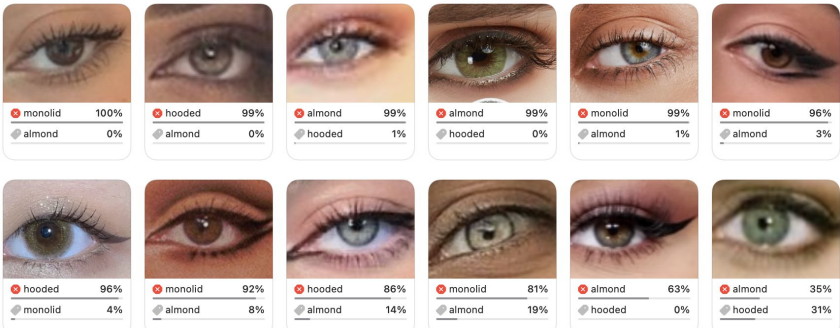 monolid 100%
almond 0%
hooded 99%
almond 0%
almond 99%
hooded 1%
almond 99%
hooded 0%
monolid 99%
almond 1%
monolid 96%
almond 3%
hooded 96%
monolid 4%
monolid 92%
almond 8%
hooded 86%
almond 14%
monolid 81%
almond 19%
almond 63%
hooded 0%
almond 35%
hooded 31%